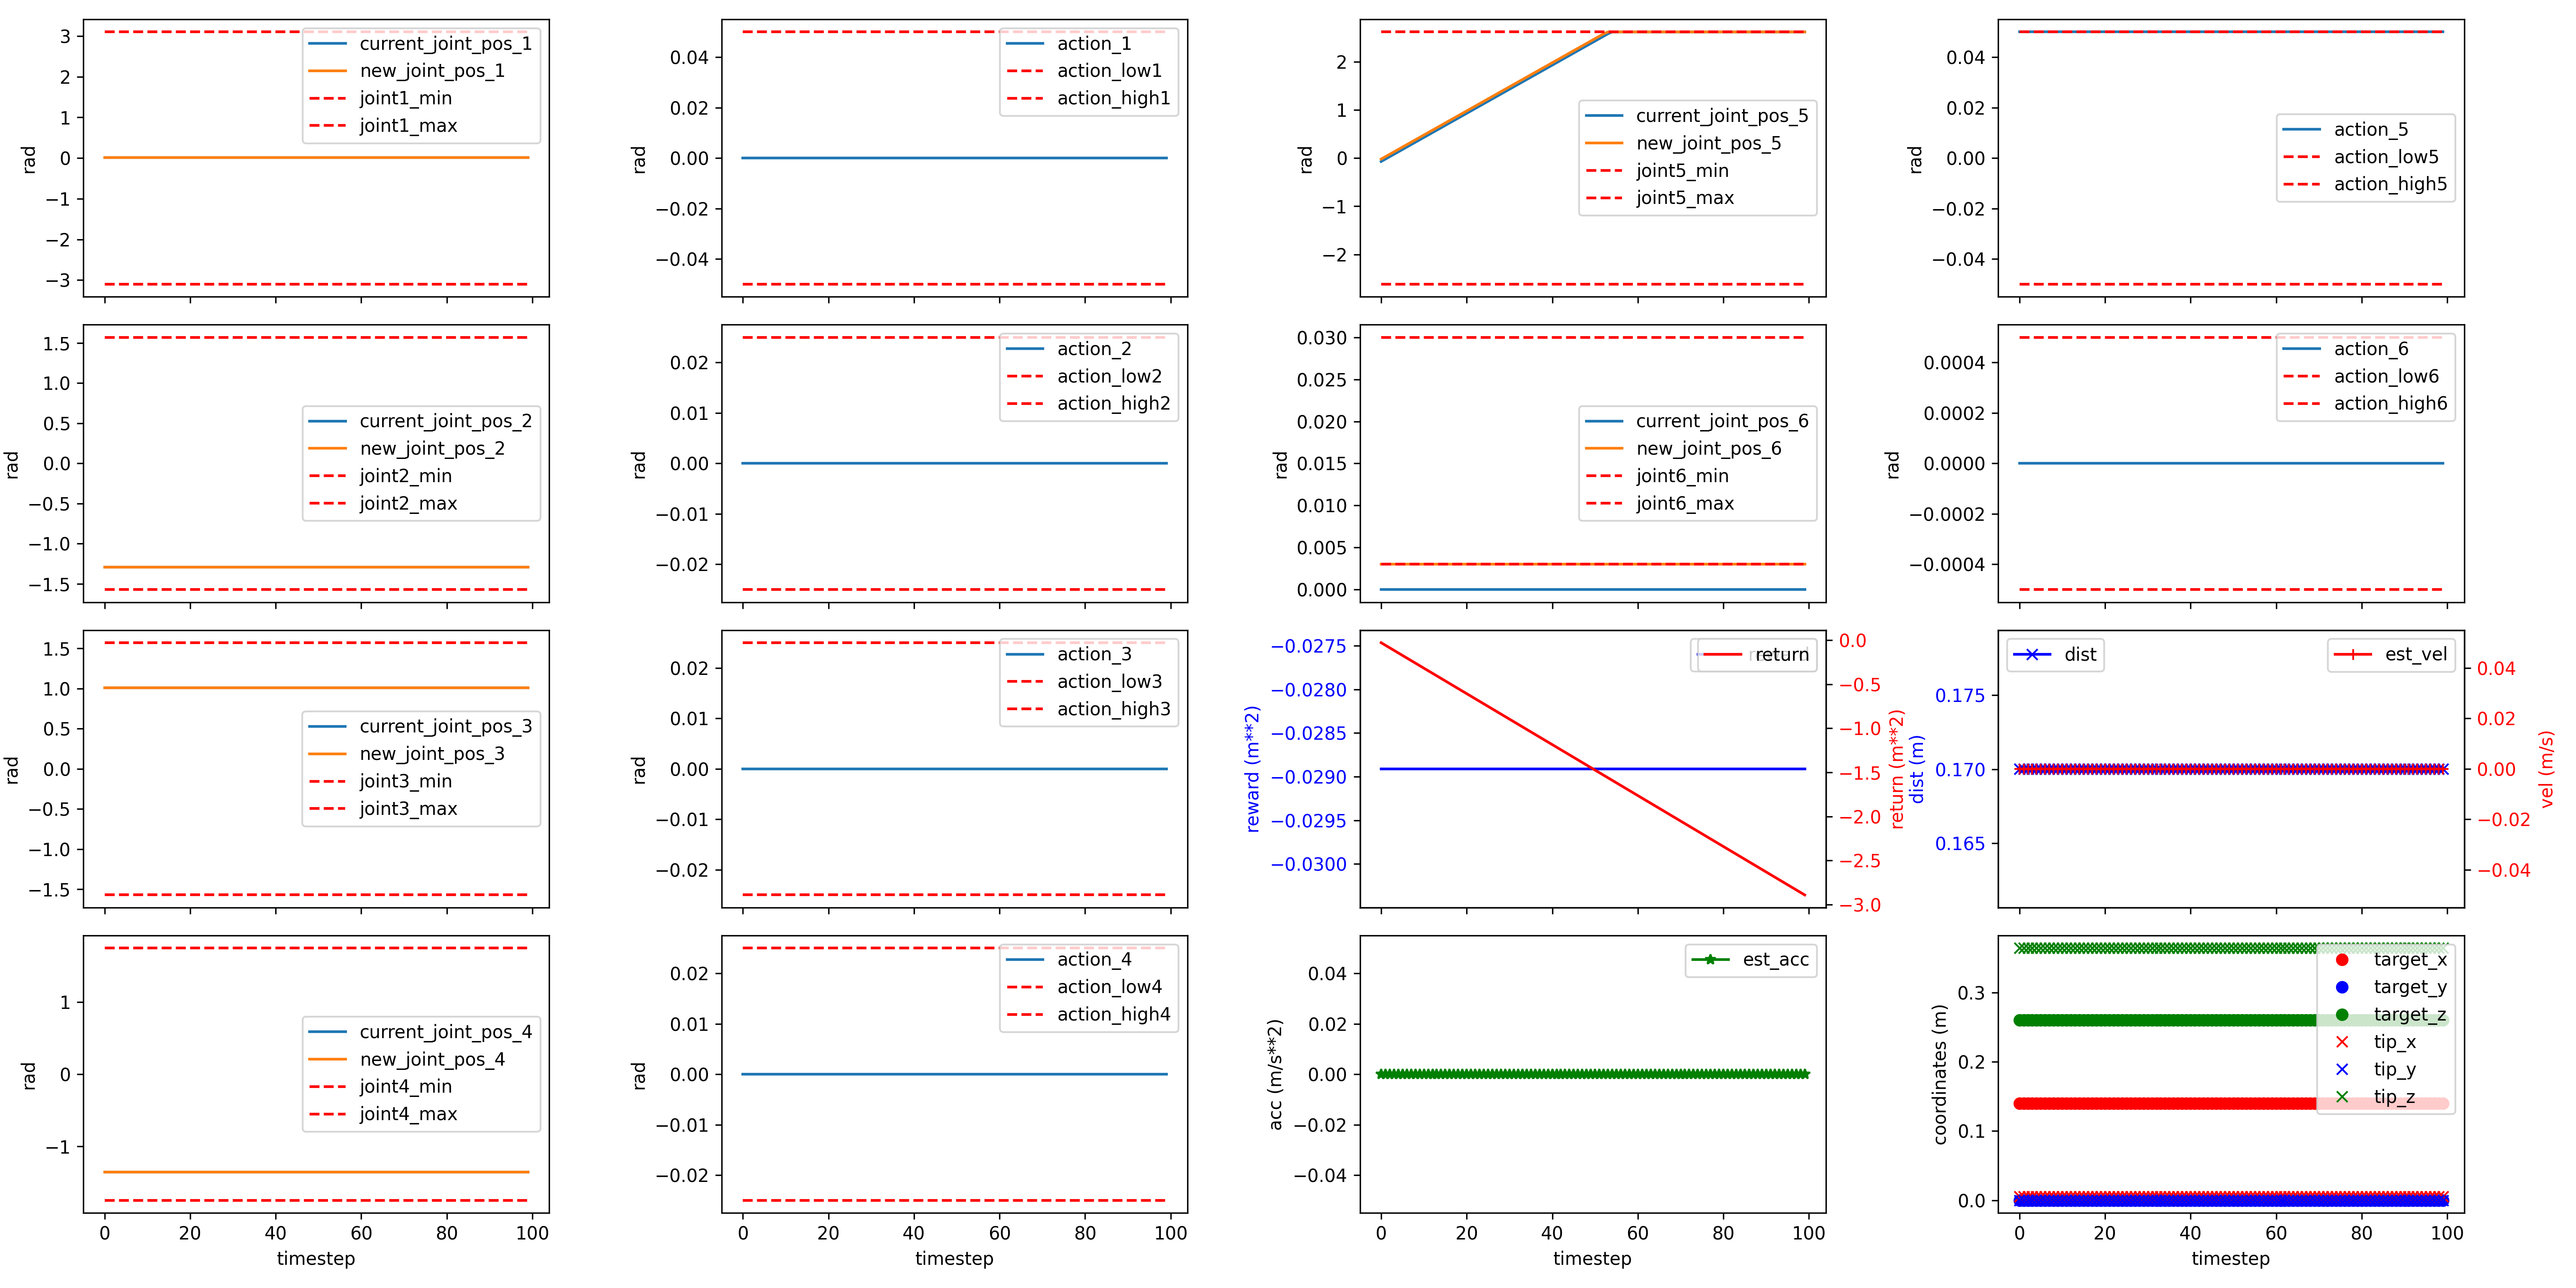 3
2
1
0
−1
−2
−3
rad
current_joint_pos_1
new_joint_pos_1
joint1_min
joint1_max
0.04
0.02
0.00
−0.02
−0.04
rad
action_1
action_low1
action_high1
2
1
0
−1
−2
rad
current_joint_pos_5
new_joint_pos_5
joint5_min
joint5_max
0.04
0.02
0.00
−0.02
−0.04
rad
action_5
action_low5
action_high5
1.5
1.0
0.5
0.0
−0.5
−1.0
−1.5
rad
current_joint_pos_2
new_joint_pos_2
joint2_min
joint2_max
0.02
0.01
0.00
−0.01
−0.02
rad
action_2
action_low2
action_high2
0.030
0.025
0.020
0.015
0.010
0.005
0.000
rad
current_joint_pos_6
new_joint_pos_6
joint6_min
joint6_max
0.0004
0.0002
0.0000
−0.0002
−0.0004
rad
action_6
action_low6
action_high6
1.5
1.0
0.5
0.0
−0.5
−1.0
−1.5
rad
current_joint_pos_3
new_joint_pos_3
joint3_min
joint3_max
0.02
0.01
0.00
−0.01
−0.02
rad
action_3
action_low3
action_high3
−0.0275
−0.0280
−0.0285
−0.0290
−0.0295
−0.0300
reward (m**2)
return
0.0
−0.5
−1.0
−1.5
−2.0
−2.5
−3.0
return (m**2)
0.175
0.170
0.165
dist (m)
dist
est_vel
0.04
0.02
0.00
−0.02
−0.04
vel (m/s)
1
0
−1
rad
current_joint_pos_4
new_joint_pos_4
joint4_min
joint4_max
0 20 40 60 80 100
timestep
0.02
0.01
0.00
−0.01
−0.02
rad
action_4
action_low4
action_high4
0 20 40 60 80 100
timestep
0.04
0.02
0.00
−0.02
−0.04
acc (m/s**2)
est_acc
0 20 40 60 80 100
timestep
0.3
0.2
0.1
0.0
coordinates (m)
target_x
target_y
target_z
tip_x
tip_y
tip_z
0 20 40 60 80 100
timestep